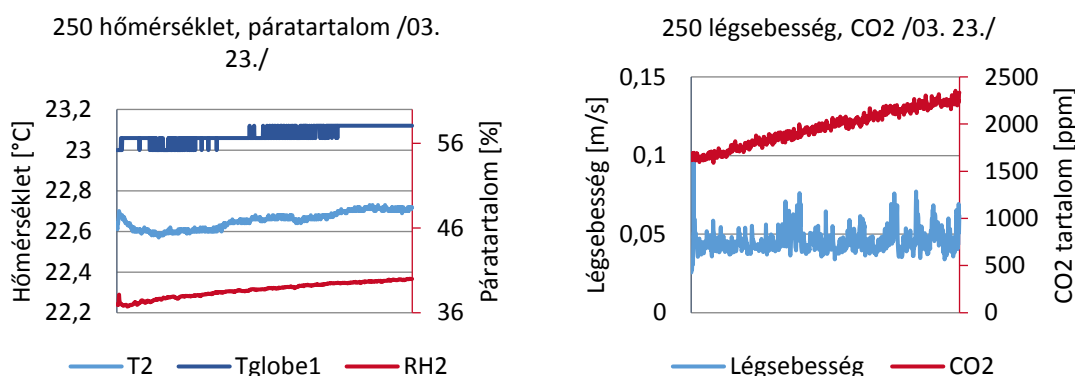 250 hőmérséklet, páratartalom /03.
23./
Hőmérséklet [°C]
23,2
23
22,8
22,6
22,4
22,2
56
46
36
Páratartalom [%]
T2
Tglobe1
RH2
250 légsebesség, CO2 /03. 23./
Légsebesség [m/s]
0,15
0,1
0,05
0
2500
2000
1500
1000
500
0
CO2 tartalom [ppm]
Légsebesség
CO2